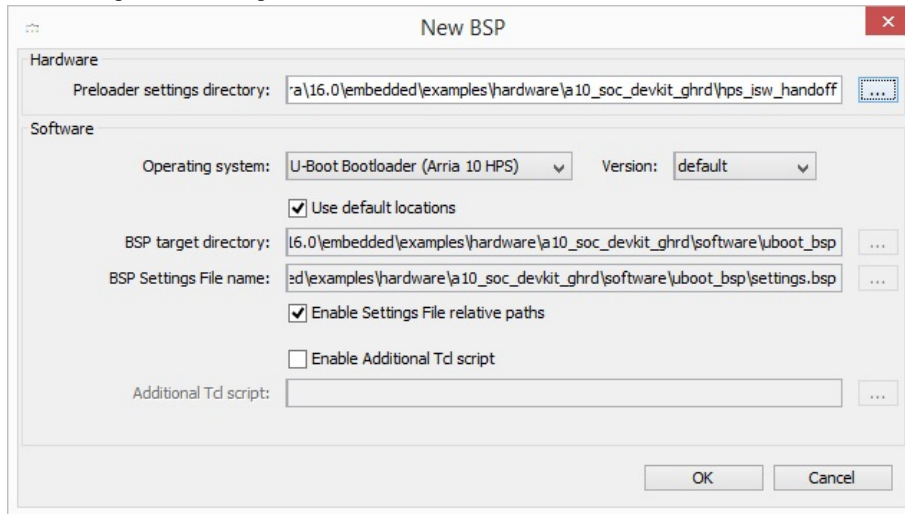 New BSP
Hardware
Preloader settings directory: ra\16.0\embedded\examples\hardware\a10_soc_devkit_ghrd\hps_isw_handoff ...
Software
Operating system: U-Boot Bootloader (Arria 10 HPS) Version: default
Use default locations
BSP target directory: 16.0\embedded\examples\hardware\a10_soc_devkit_ghrd\software\uboot_bsp ...
BSP Settings File name: ed\examples\hardware\a10_soc_devkit_ghrd\software\uboot_bsp\settings.bsp ...
Enable Settings File relative paths
Enable Additional Tcl script
Additional Tcl script: ...
OK Cancel